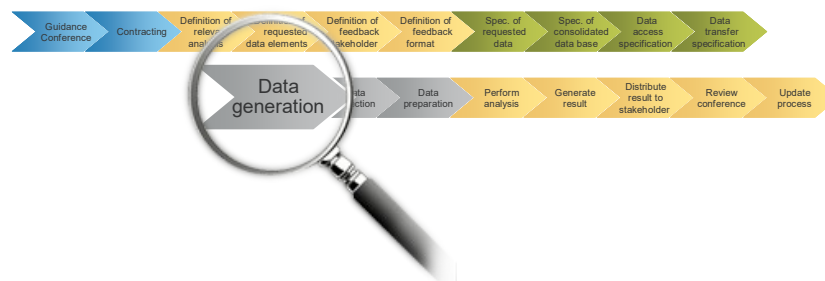 Guidance
Conference
Contracting
Definition of
requested
data elements
Definition of
feedback
Definition of
feedback
format
Spec. of
requested
data
Spec. of
consolidated
data base
Data
access
specification
Data
transfer
specification
Data
generation
Data
preparation
Perform
analysis
Generate
result
Distribute
result to
stakeholder
Review
conference
Update
process